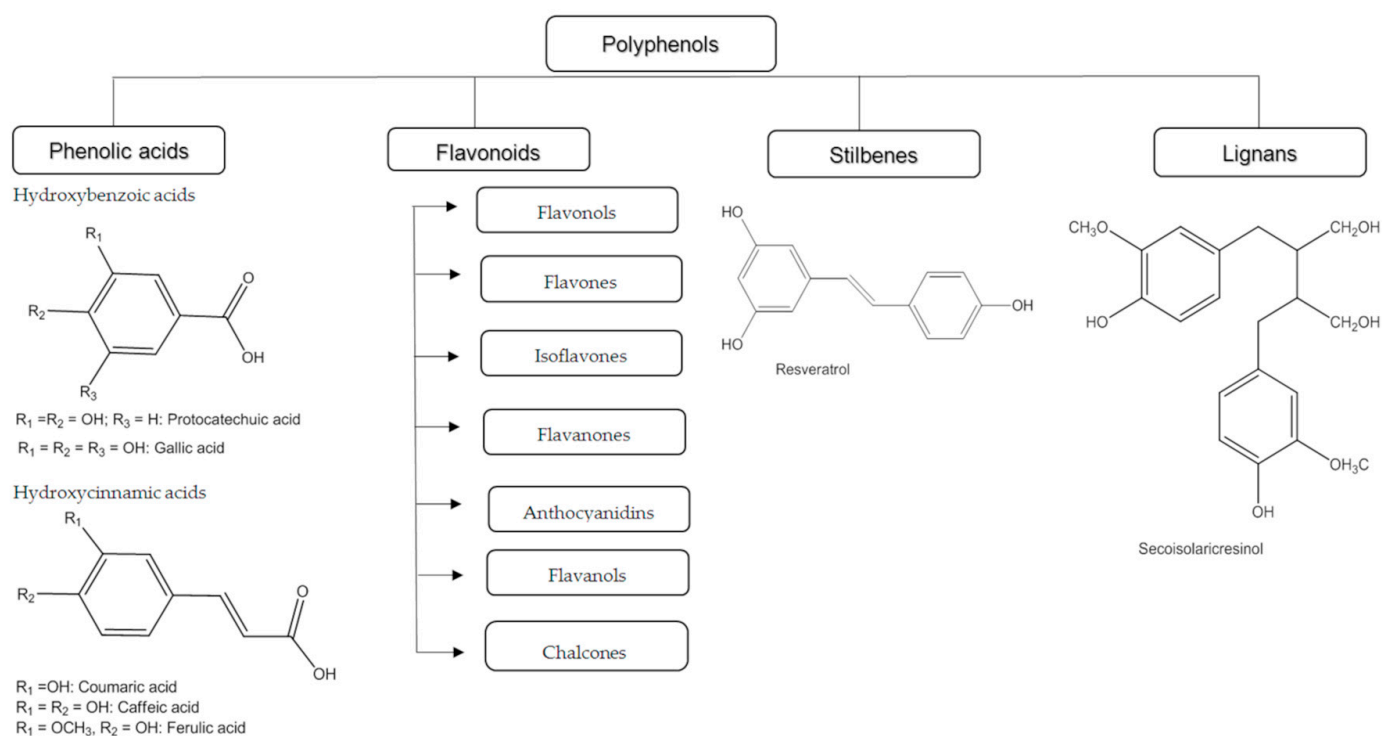 Polyphenols
Phenolic acids
Hydroxybenzoic acids
R₁
R₂
R₃
O
OH
R₁ =R₂ = OH; R₃ = H: Protocatechuic acid
R₁ = R₂ = R₃ = OH: Gallic acid
Hydroxycinnamic acids
R₁
R₂
O
OH
R₁ =OH: Coumaric acid
R₁ = R₂ = OH: Caffeic acid
R₁ = OCH₃, R₂ = OH: Ferulic acid
Flavonoids
Flavonols
Flavones
Isoflavones
Flavanones
Anthocyanidins
Flavanols
Chalcones
Stilbenes
HO
HO
OH
Resveratrol
Lignans
CH₃O
HO
CH₂OH
CH₂OH
OH₃C
OH
Secoisolaricresinol